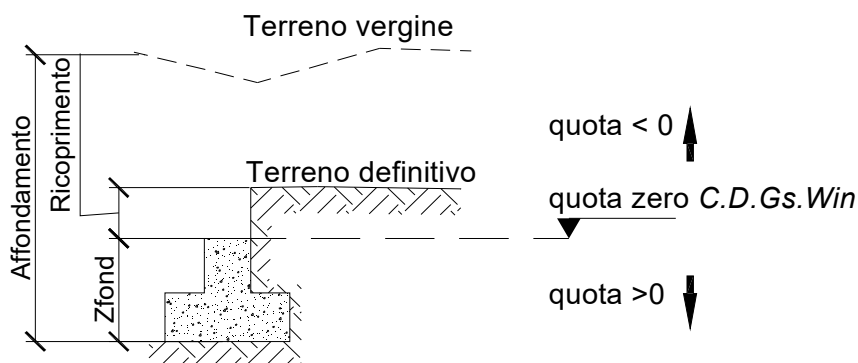 Terreno vergine
Affondamento
Ricoprimento
quota < 0
Terreno definitivo
quota zero C.D.Gs.Win
Zfond
quota >0